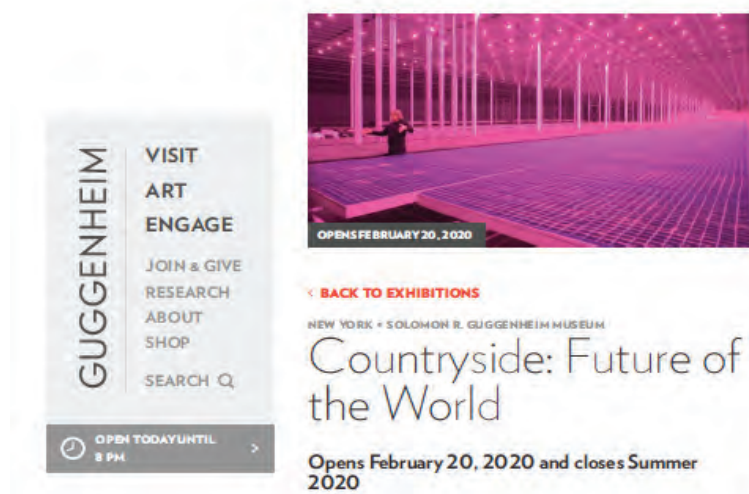 GUGGENHEIM
VISIT
ART
ENGAGE
JOIN & GIVE
RESEARCH
ABOUT
SHOP
SEARCH
OPEN TODAY UNTIL
8 PM
>
OPENS FEBRUARY 20, 2020
< BACK TO EXHIBITIONS
NEW YORK • SOLOMON R. GUGGENHEIM MUSEUM
Countryside: Future of
the World
Opens February 20, 2020 and closes Summer
2020